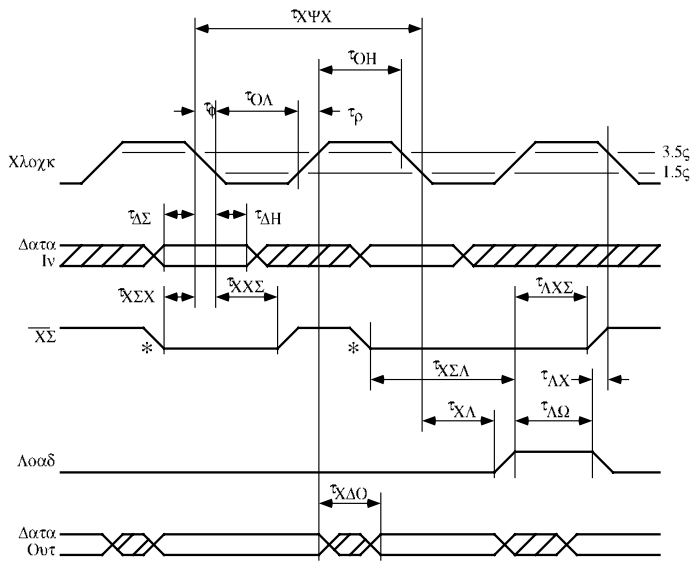 τΧΨΧ
τΟΗ
τφ
τΟΛ
τρ
Χλοχκ
3.5ς
1.5ς
τΔΣ
τΔΗ
Δατα
Ιν
τΧΣΧ
τΧΧΣ
τΛΧΣ
ΧΣ
*
*
τΧΣΛ
τΛΧ
τΧΛ
τΛΩ
Λοαδ
τΧΔΟ
Δατα
Ουτ